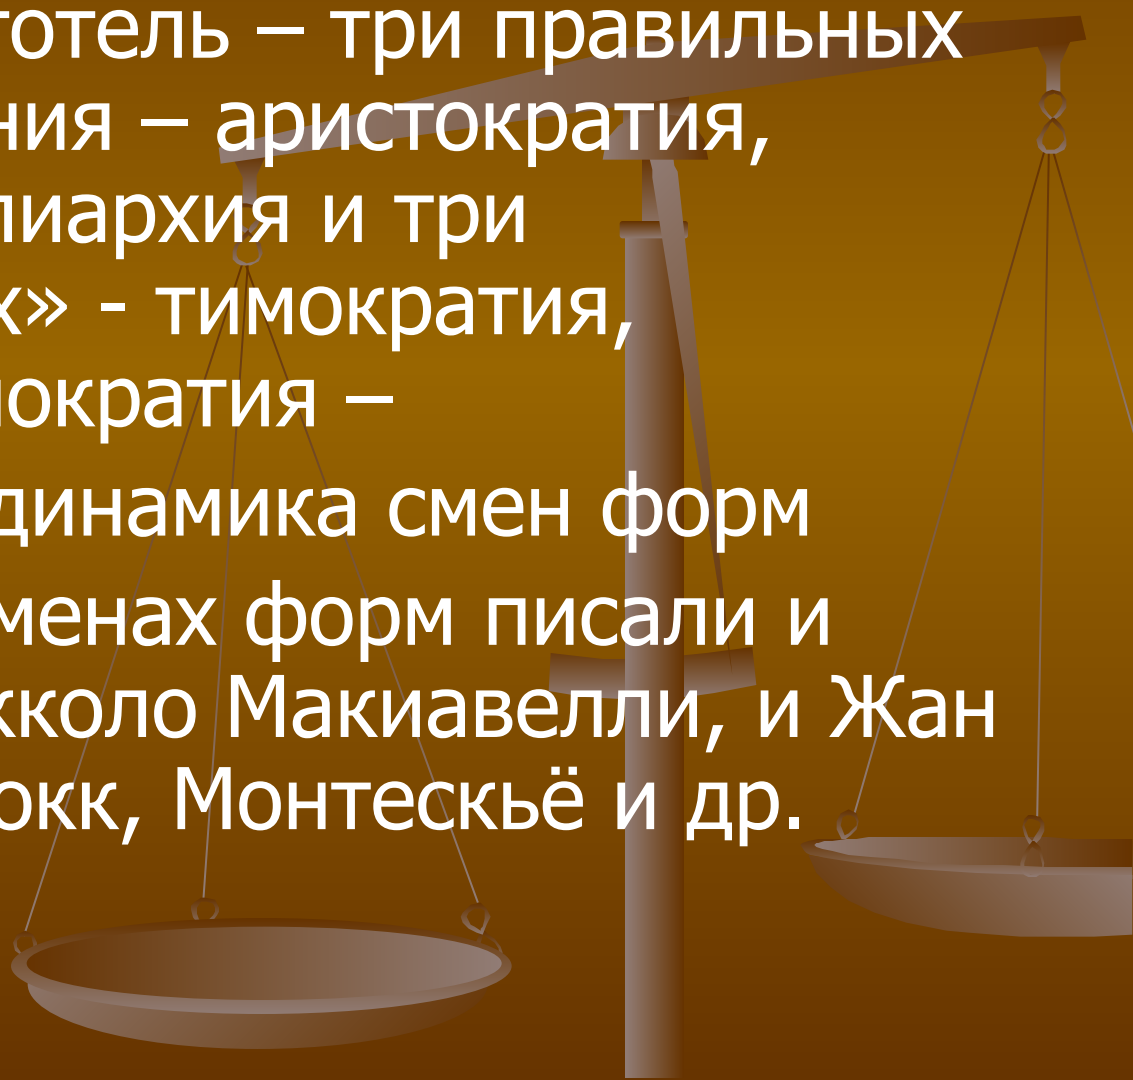 тотель – три правильных
ния – аристократия,
лиархия и три
х» - тимократия,
мократия –
динамика смен форм
менах форм писали и
кколо Макиавелли, и Жан
окк, Монтескьё и др.